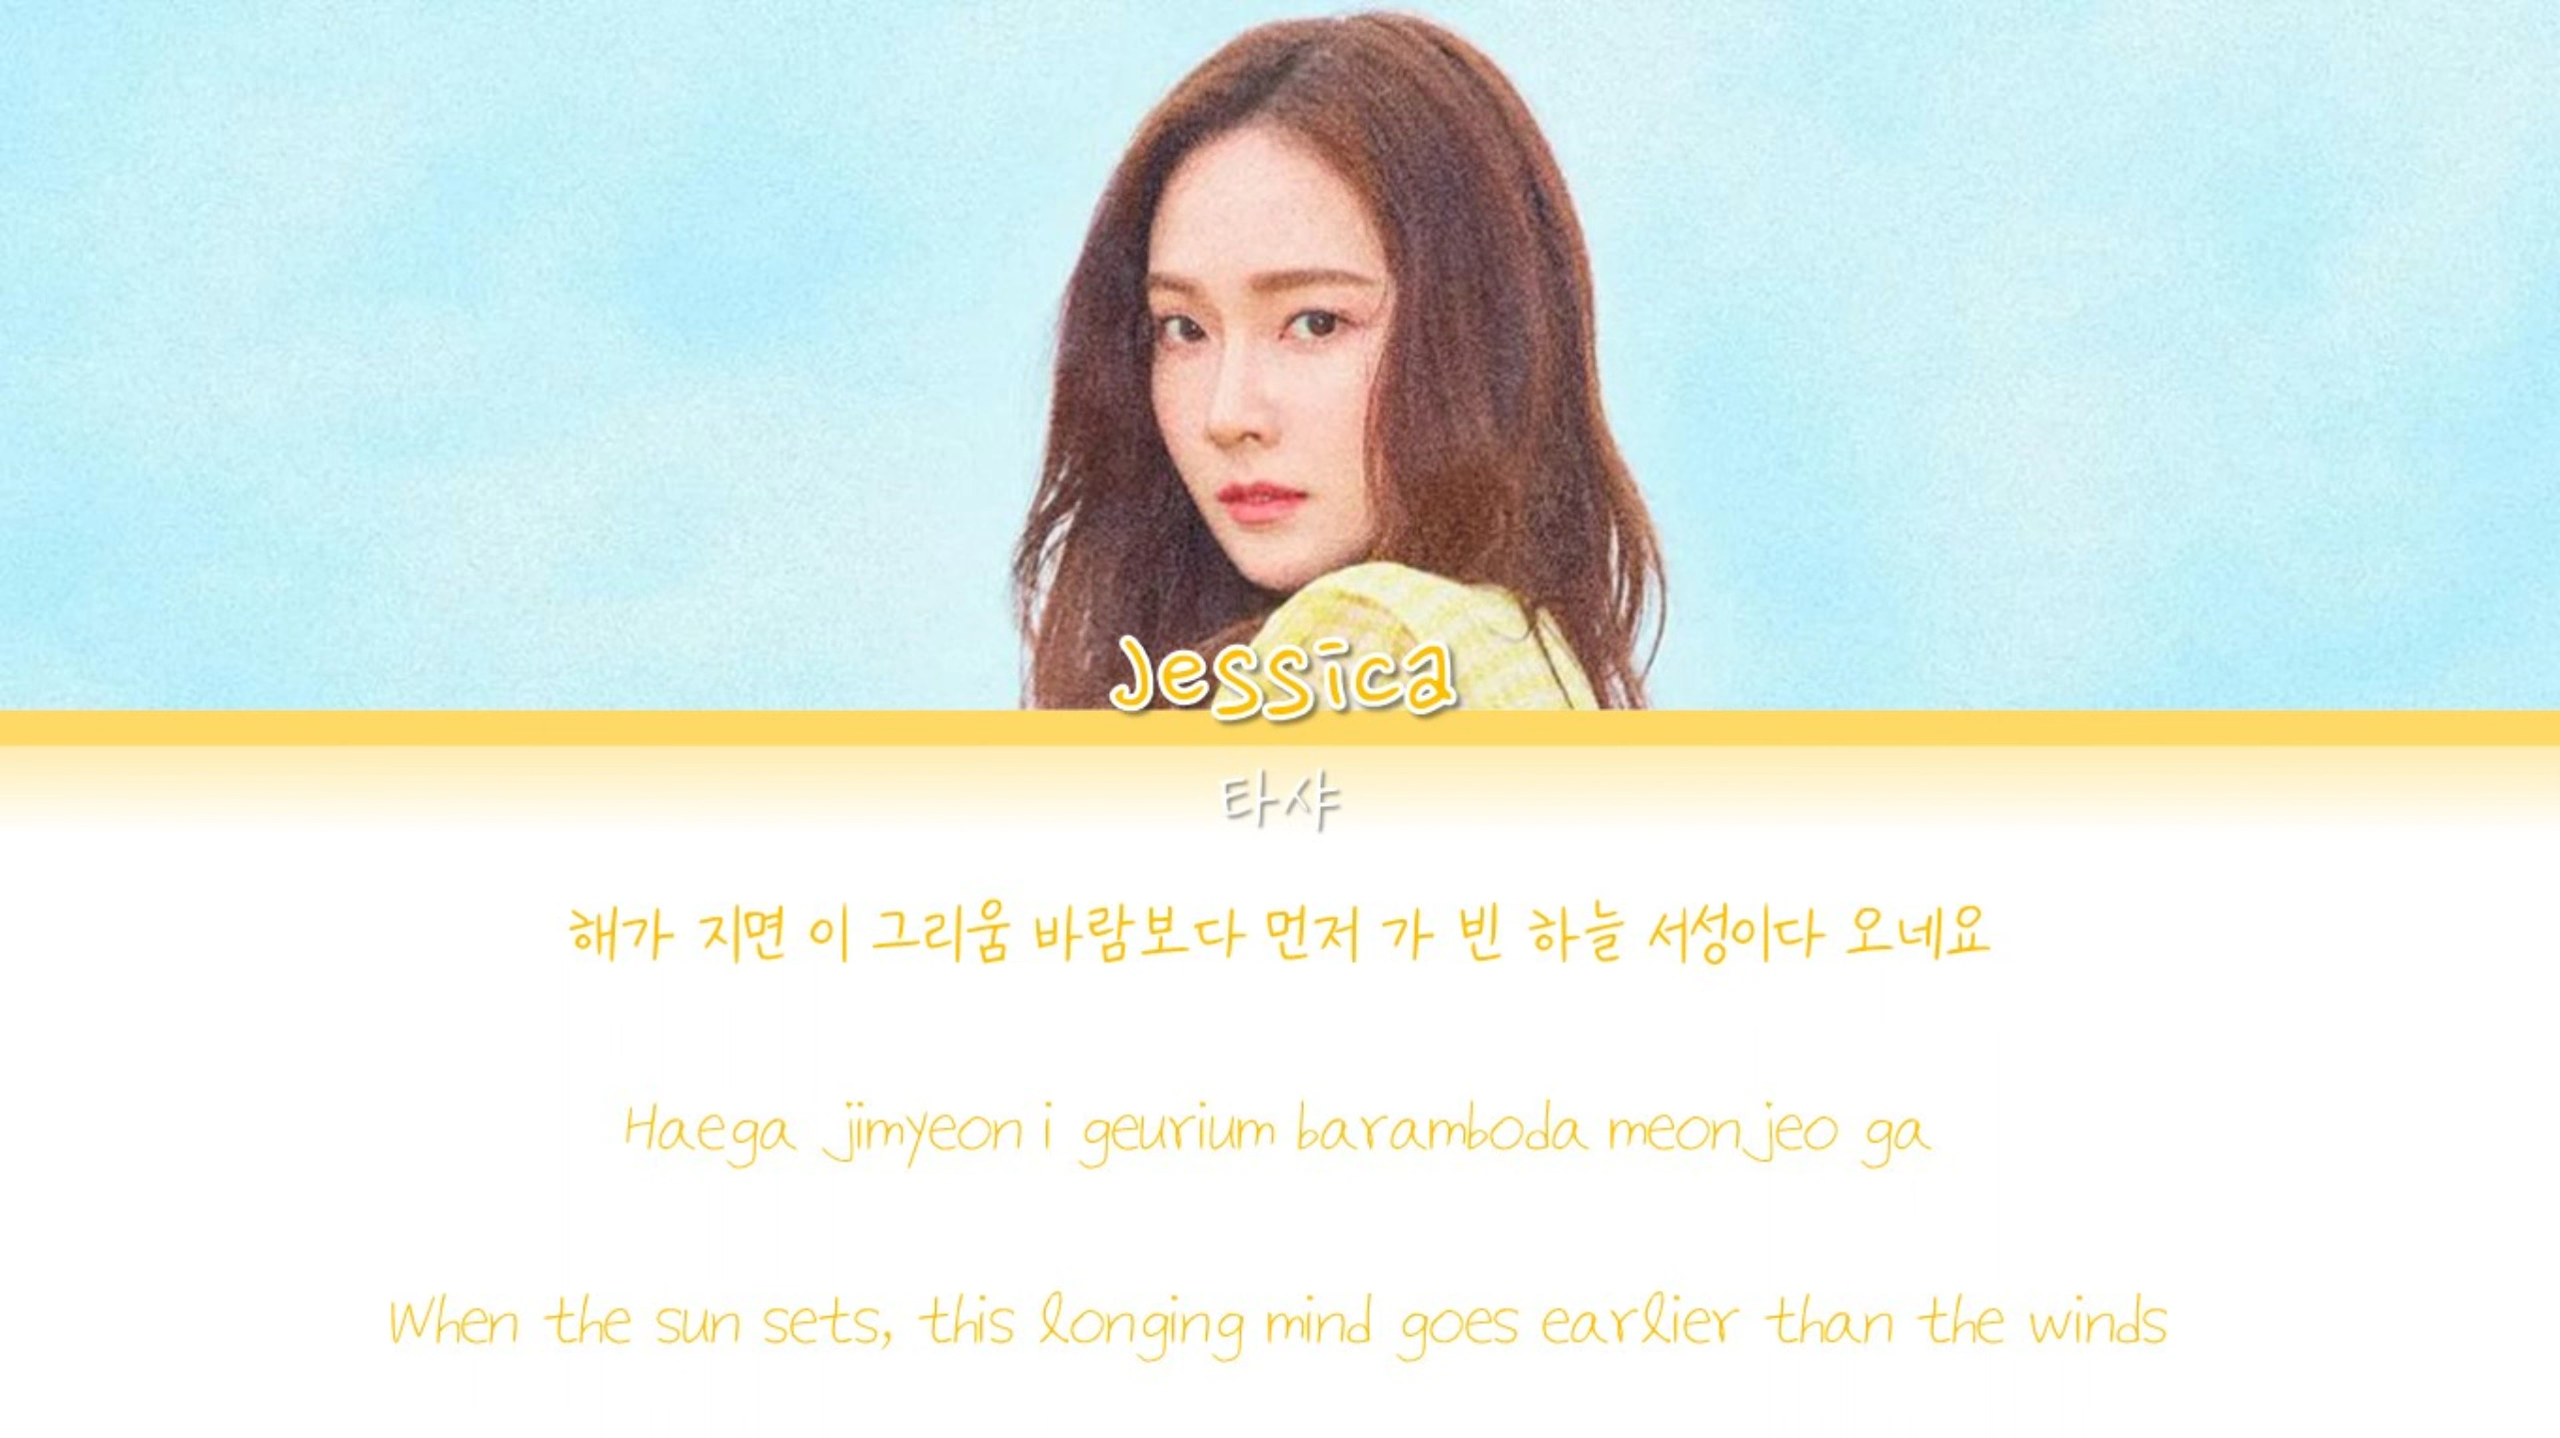 Jessica
타샤
해가 지면 이 그리움 바람보다 먼저 가 빈 하늘 서성이다 오네요
Haega jimyeon i geurium baramboda meonjeo ga
When the sun sets, this longing mind goes earlier than the winds